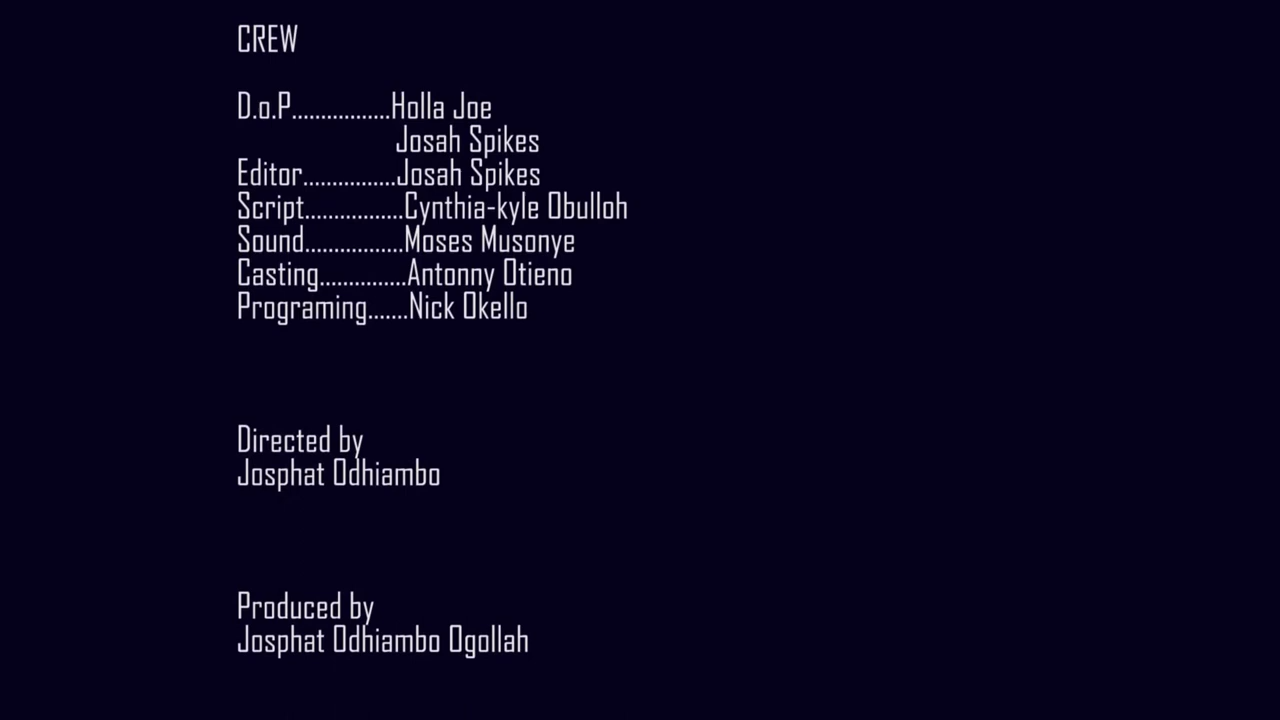 CREW
D.o.P.................Holla Joe
Josah Spikes
Editor................Josah Spikes
Script.................Cynthia-kyle Obulloh
Sound.................Moses Musonye
Casting...............Antonny Otieno
Programing.......Nick Okello
Directed by
Josphat Odhiambo
Produced by
Josphat Odhiambo Ogollah